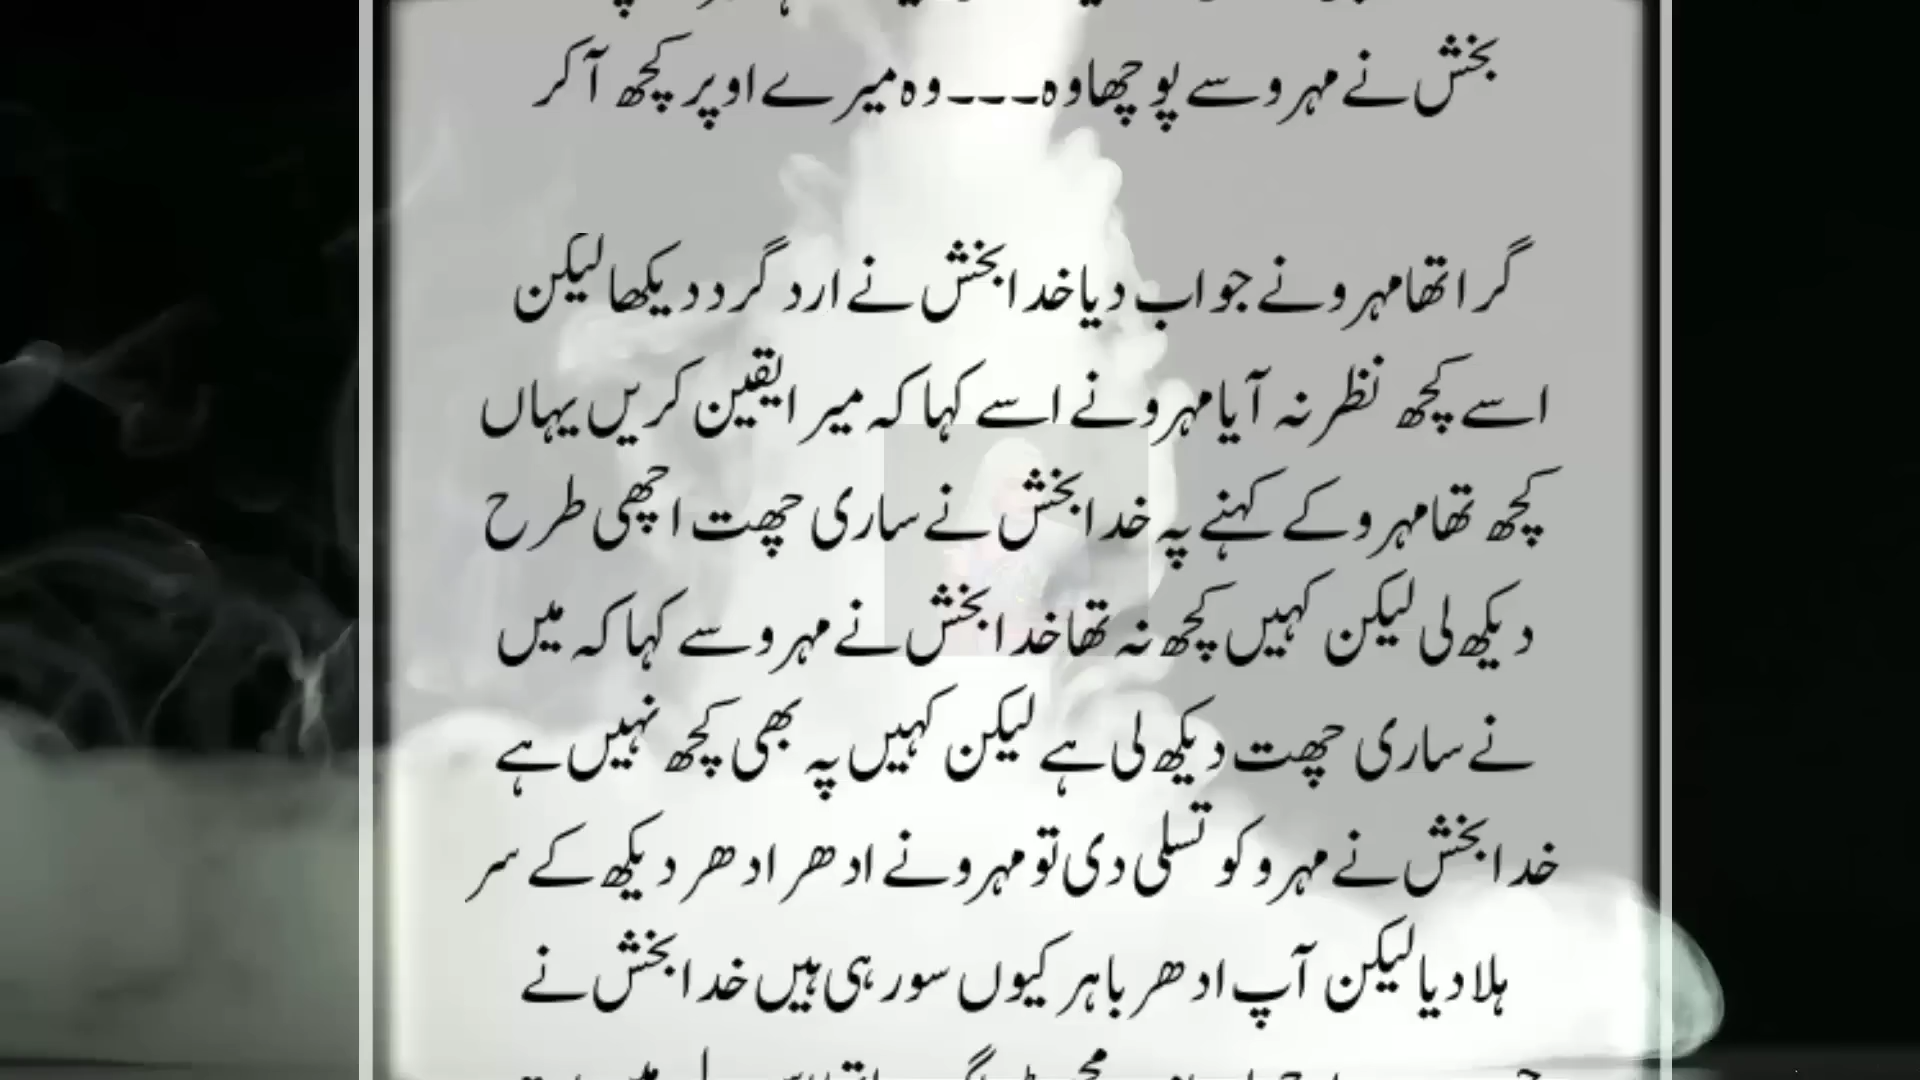 بخش نے مہرو سے پوچھا وہ۔۔۔ وہ میرے اوپر کچھ آ کر
گرا تھا مہرو نے جواب دیا خدا بخش نے ارد گرد دیکھا لیکن
اسے کچھ نظر نہ آیا مہرو نے اسے کہا کہ میرا یقین کریں یہاں
کچھ تھا مہرو کے کہنے پہ خدا بخش نے ساری چھت اچھی طرح
دیکھ لی لیکن کہیں کچھ نہ تھا خدا بخش نے مہرو سے کہا کہ میں
نے ساری چھت دیکھ لی ہے لیکن کہیں پہ بھی کچھ نہیں ہے
خدا بخش نے مہرو کو تسلی دی تو مہرو نے ادھر ادھر دیکھ کے سر
ہلا دیا لیکن آپ ادھر باہر کیوں سو رہی ہیں خدا بخش نے